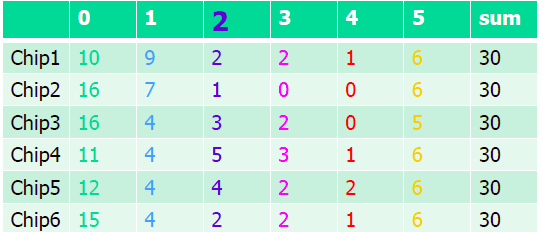 0 1 2 3 4 5 sum
Chip1 10 9 2 2 1 6 30
Chip2 16 7 1 0 0 6 30
Chip3 16 4 3 2 0 5 30
Chip4 11 4 5 3 1 6 30
Chip5 12 4 4 2 2 6 30
Chip6 15 4 2 2 1 6 30